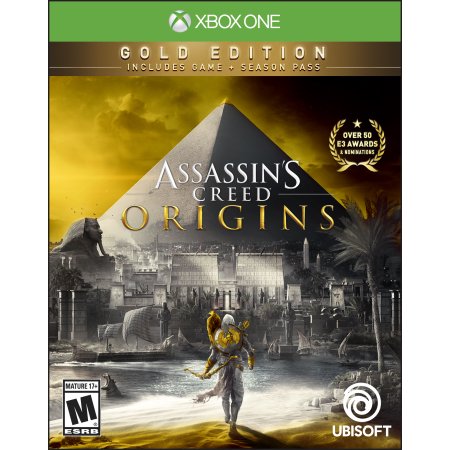 XBOX ONE
GOLD EDITION
INCLUDES GAME + SEASON PASS
OVER 50
E3 AWARDS
& NOMINATIONS
ASSASSIN'S
CREED
ORIGINS
MATURE 17+
M
ESRB
UBISOFT